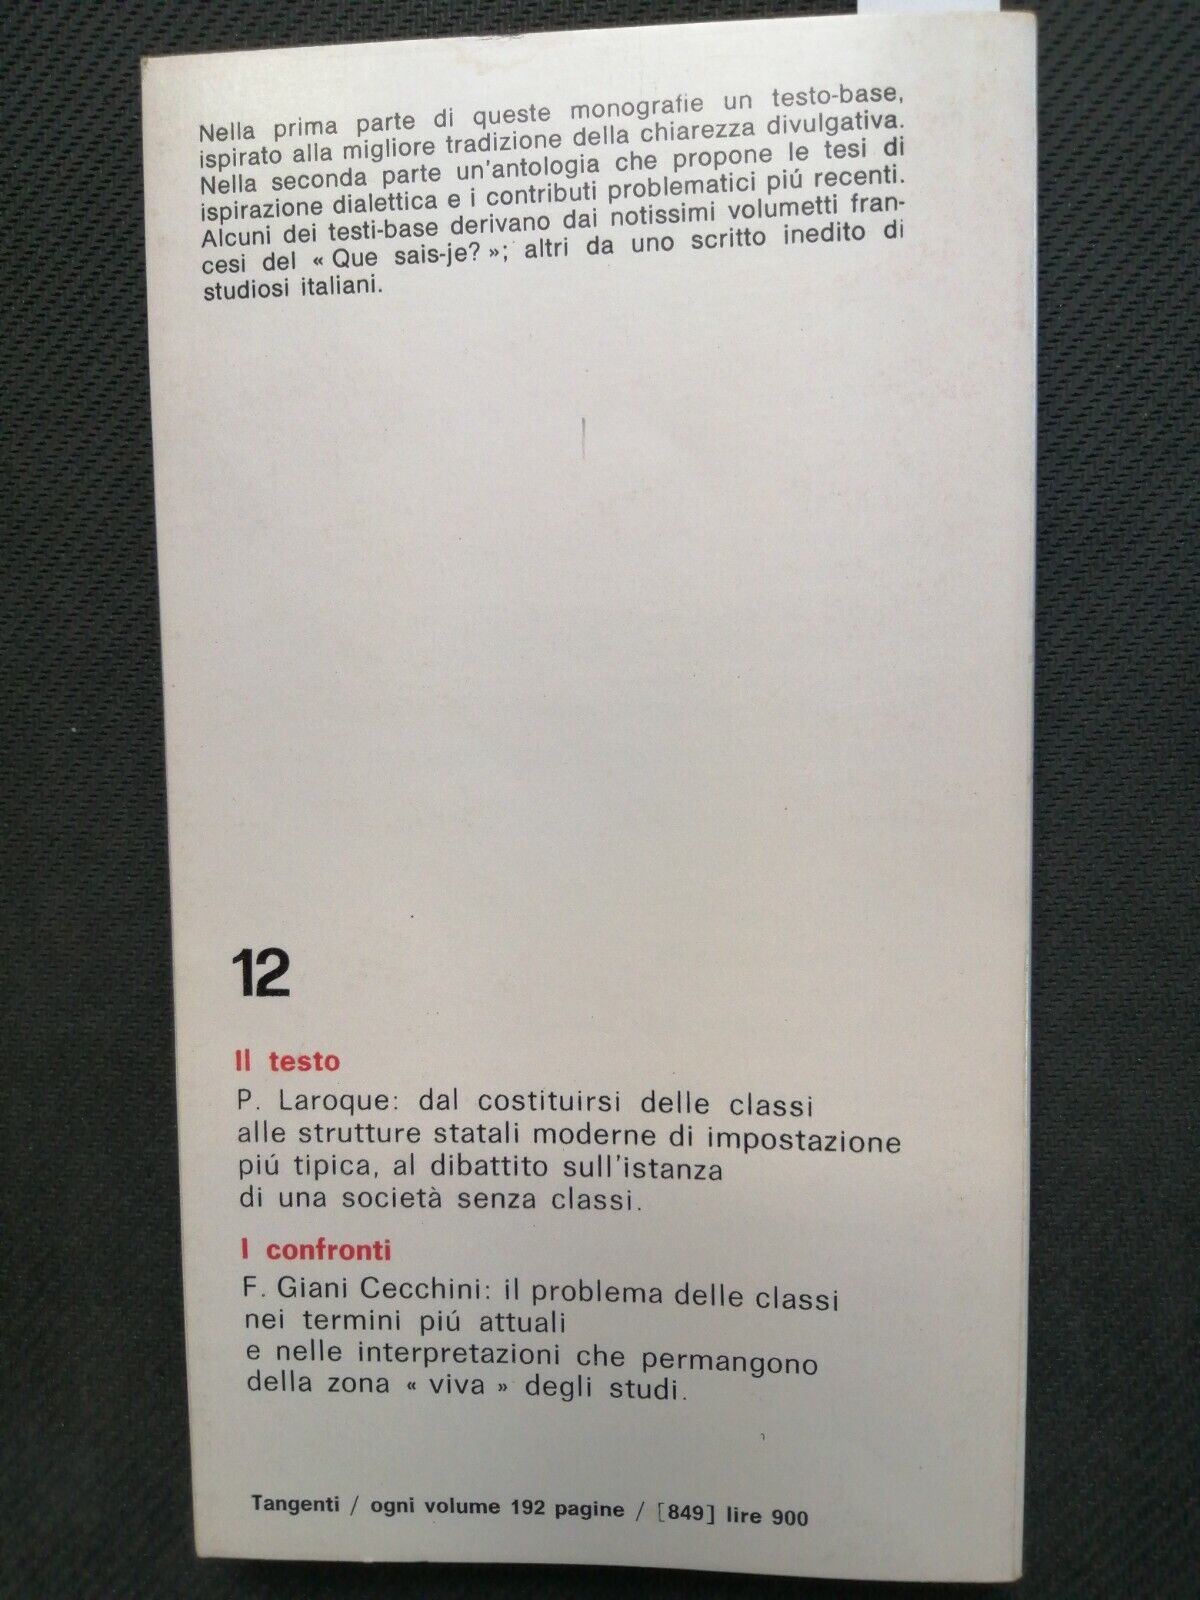 Nella prima parte di queste monografie un testo-base,
ispirato alla migliore tradizione della chiarezza divulgativa.
Nella seconda parte un'antologia che propone le tesi di
ispirazione dialettica e i contributi problematici piú recenti.
Alcuni dei testi-base derivano dai notissimi volumetti fran-
cesi del « Que sais-je? »; altri da uno scritto inedito di
studiosi italiani.
12
Il testo
P. Laroque: dal costituirsi delle classi
alle strutture statali moderne di impostazione
piú tipica, al dibattito sull'istanza
di una società senza classi.
I confronti
F. Giani Cecchini: il problema delle classi
nei termini piú attuali
e nelle interpretazioni che permangono
della zona « viva » degli studi.
Tangenti / ogni volume 192 pagine / [849] lire 900